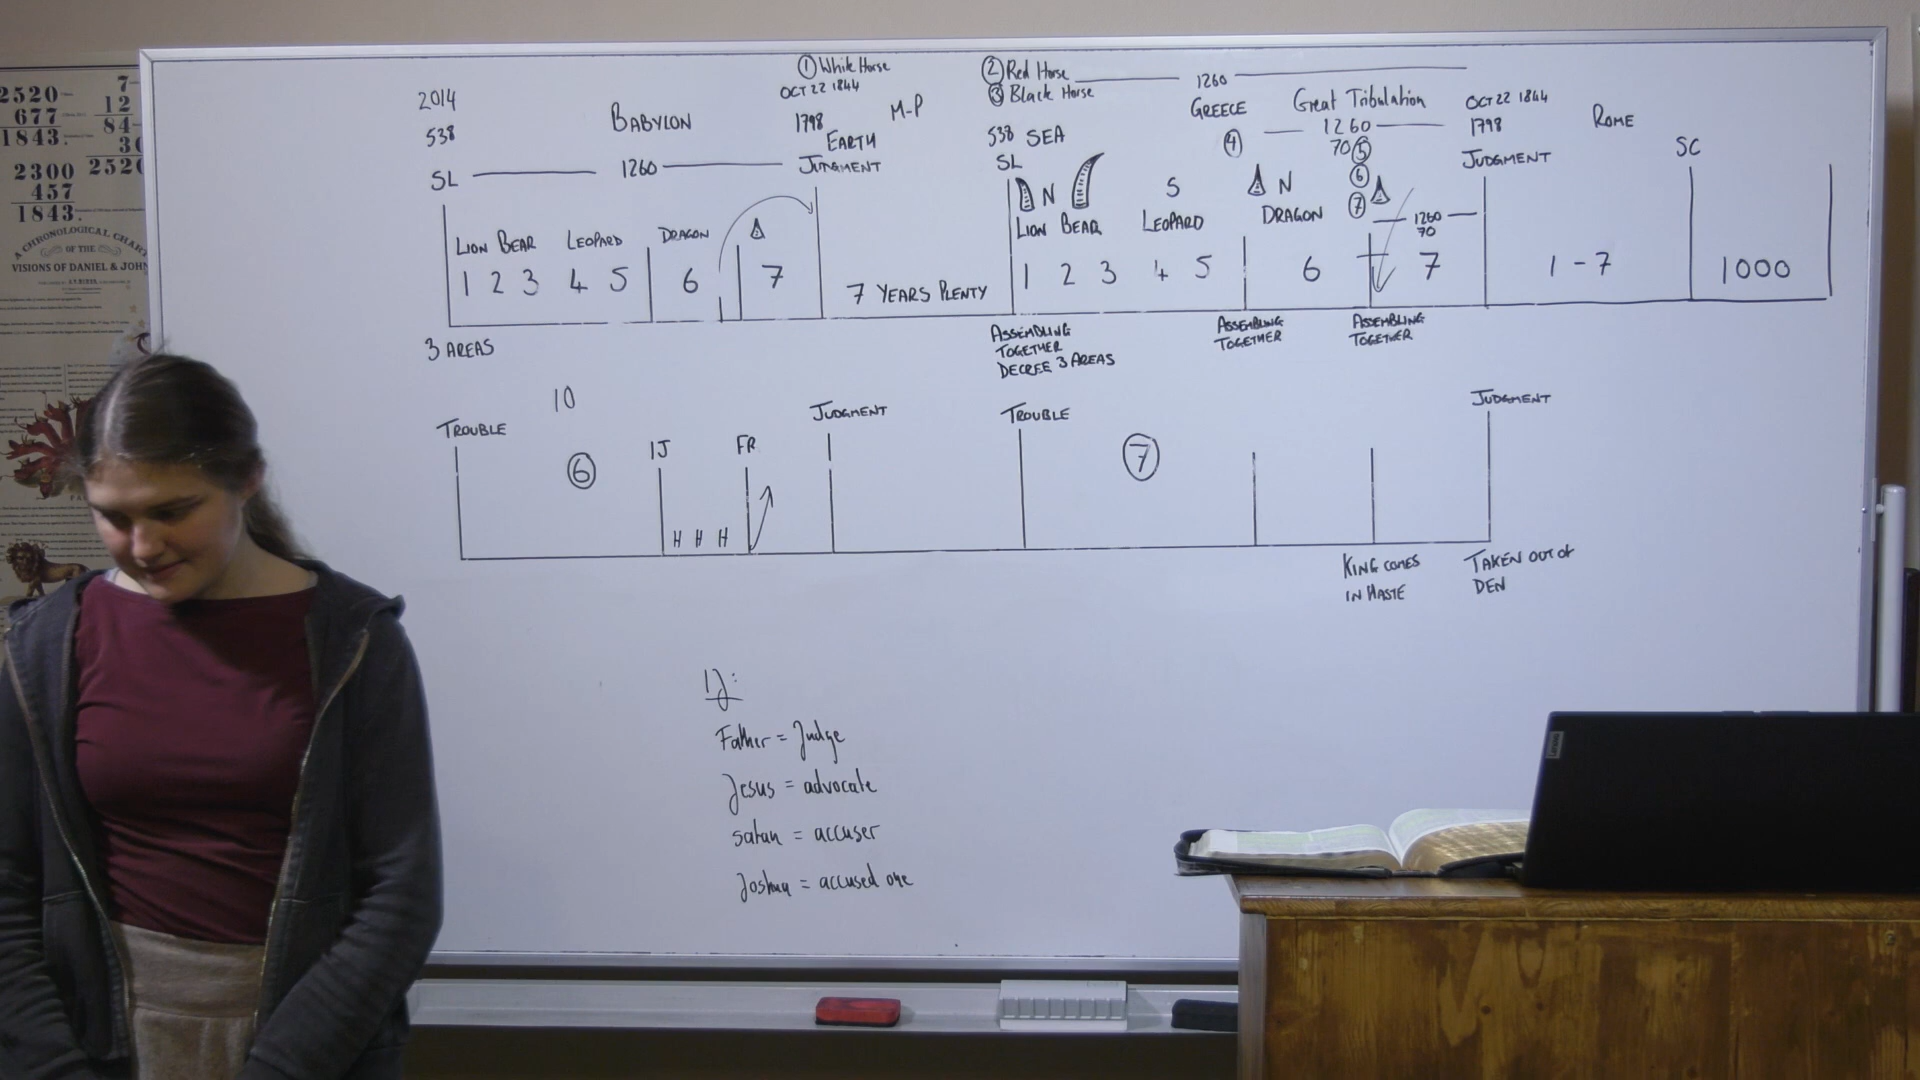 2520 7
677 12
1843. 84
2300 2520
457
1843.
A CHRONOLOGICAL CHART
OF THE
VISIONS OF DANIEL & JOHN
① White Horse
OCT 22 1844
② Red Horse 1260
③ Black Horse
2014
538
BABYLON
1798
EARTH
M-P
538 SEA
GREECE
④
Great Tribulation
1260
70 ⑤
⑥
⑦
OCT 22 1844
1798
ROME
SL 1260 JUDGMENT
SL
JUDGMENT
SC
N S N
LION BEAR LEOPARD DRAGON
LION BEAR LEOPARD DRAGON
1260
70
1 2 3 4 5 6 7
7 YEARS PLENTY
1 2 3 4 5 6 7 1-7 1000
3 AREAS
ASSEMBLING
TOGETHER
DECREE 3 AREAS
ASSEMBLING
TOGETHER
ASSEMBLING
TOGETHER
10
TROUBLE JUDGMENT TROUBLE JUDGMENT
⑥ IJ FR ⑦
H H H
KING COMES
IN HASTE
TAKEN OUT OF
DEN
IJ:
Father = Judge
Jesus = advocate
Satan = accuser
Joshua = accused one
Lenovo